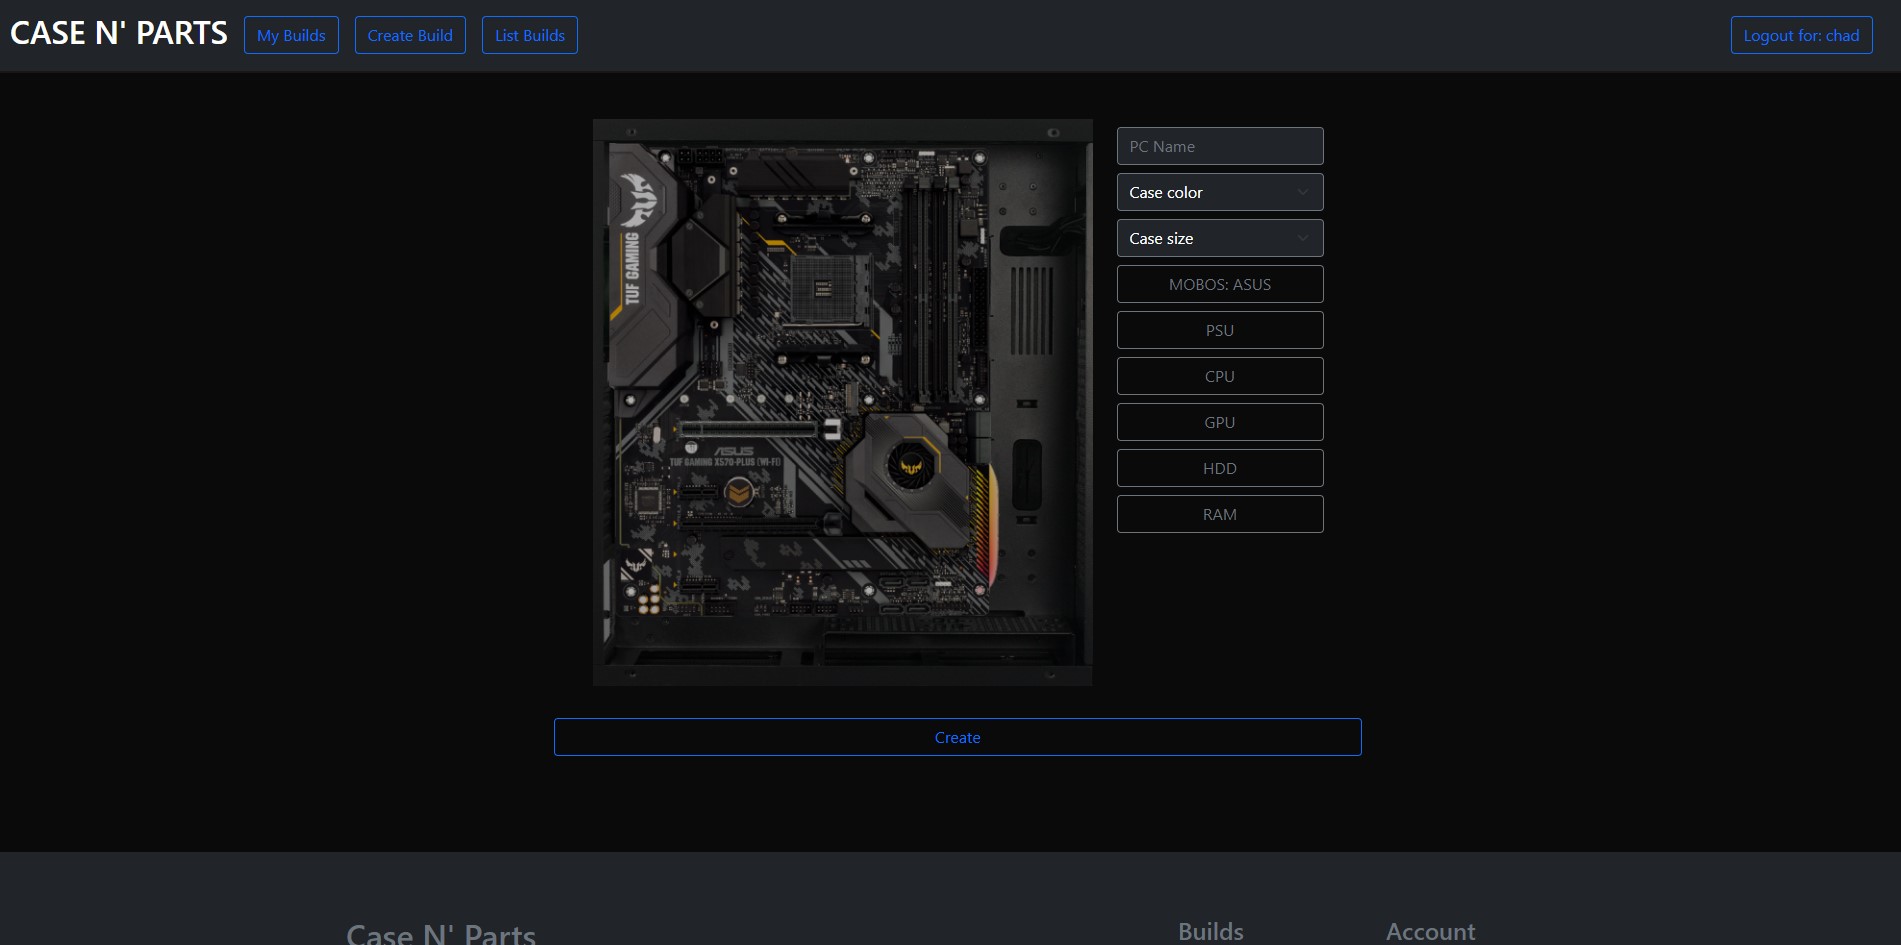 CASE N' PARTS
My Builds
Create Build
List Builds
Logout for: chad
TUF GAMING
ASUS
TUF GAMING X570-PLUS (WI-FI)
PC Name
Case color
Case size
MOBOS: ASUS
PSU
CPU
GPU
HDD
RAM
Create
Case N' Parts
Builds
Account